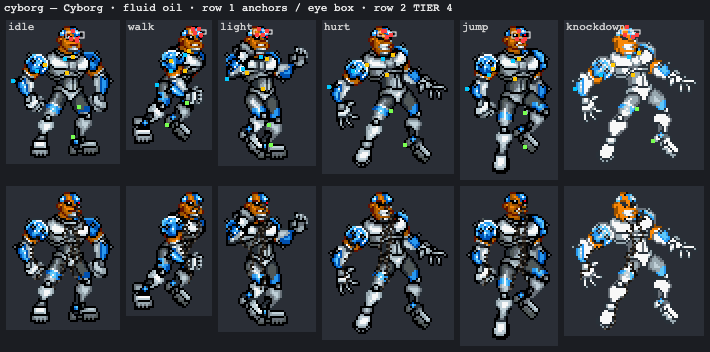 cyborg — Cyborg · fluid oil · row 1 anchors / eye box · row 2 TIER 4
idle walk light hurt jump knockdown